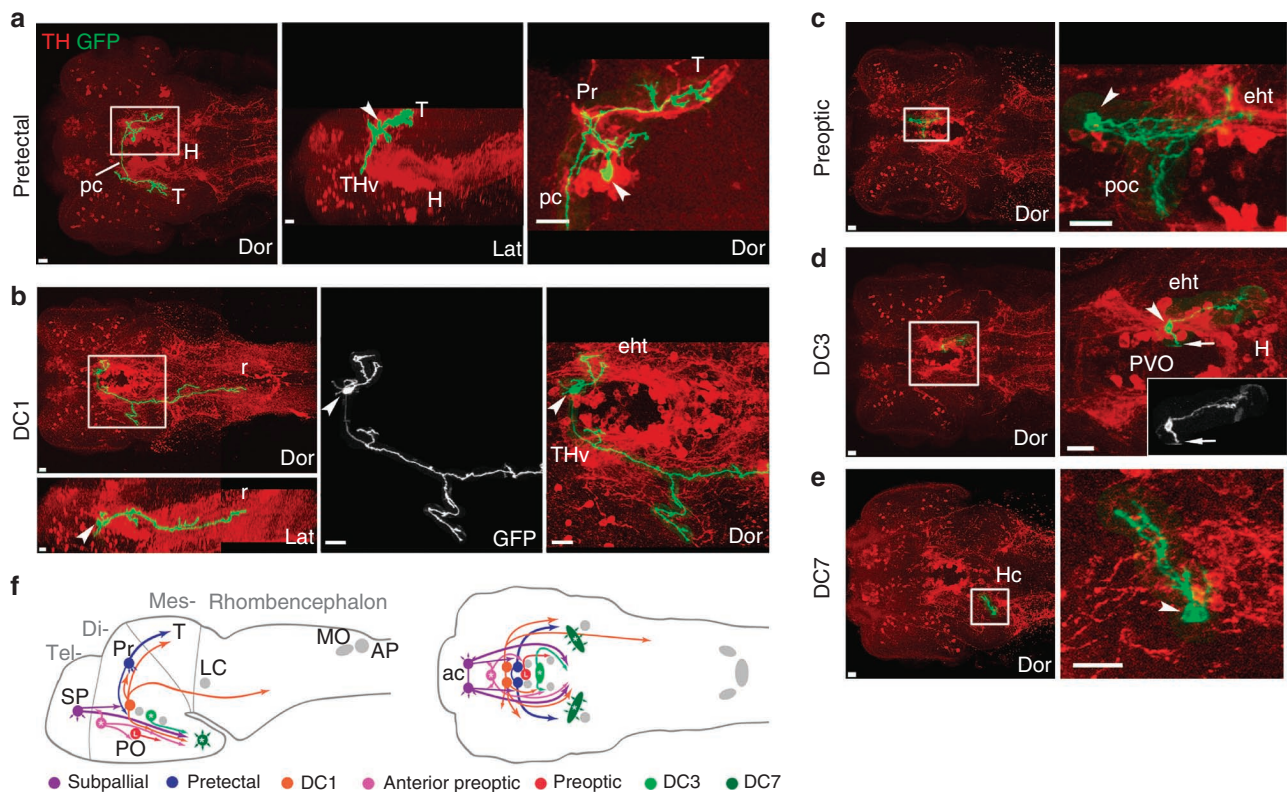 a
Pretectal
TH GFP
H
pc
T
Dor
T
THv
H
Lat
T
Pr
pc
Dor
b
DC1
r
Dor
r
Lat
GFP
eht
THv
Dor
c
Preoptic
Dor
eht
poc
d
DC3
Dor
eht
PVO
H
e
DC7
Hc
Dor
f
Mes- Rhombencephalon
Di-
Tel-
T
Pr
SP
LC
MO
AP
PO
L
ac
L
Subpallial Pretectal DC1 Anterior preoptic Preoptic DC3 DC7